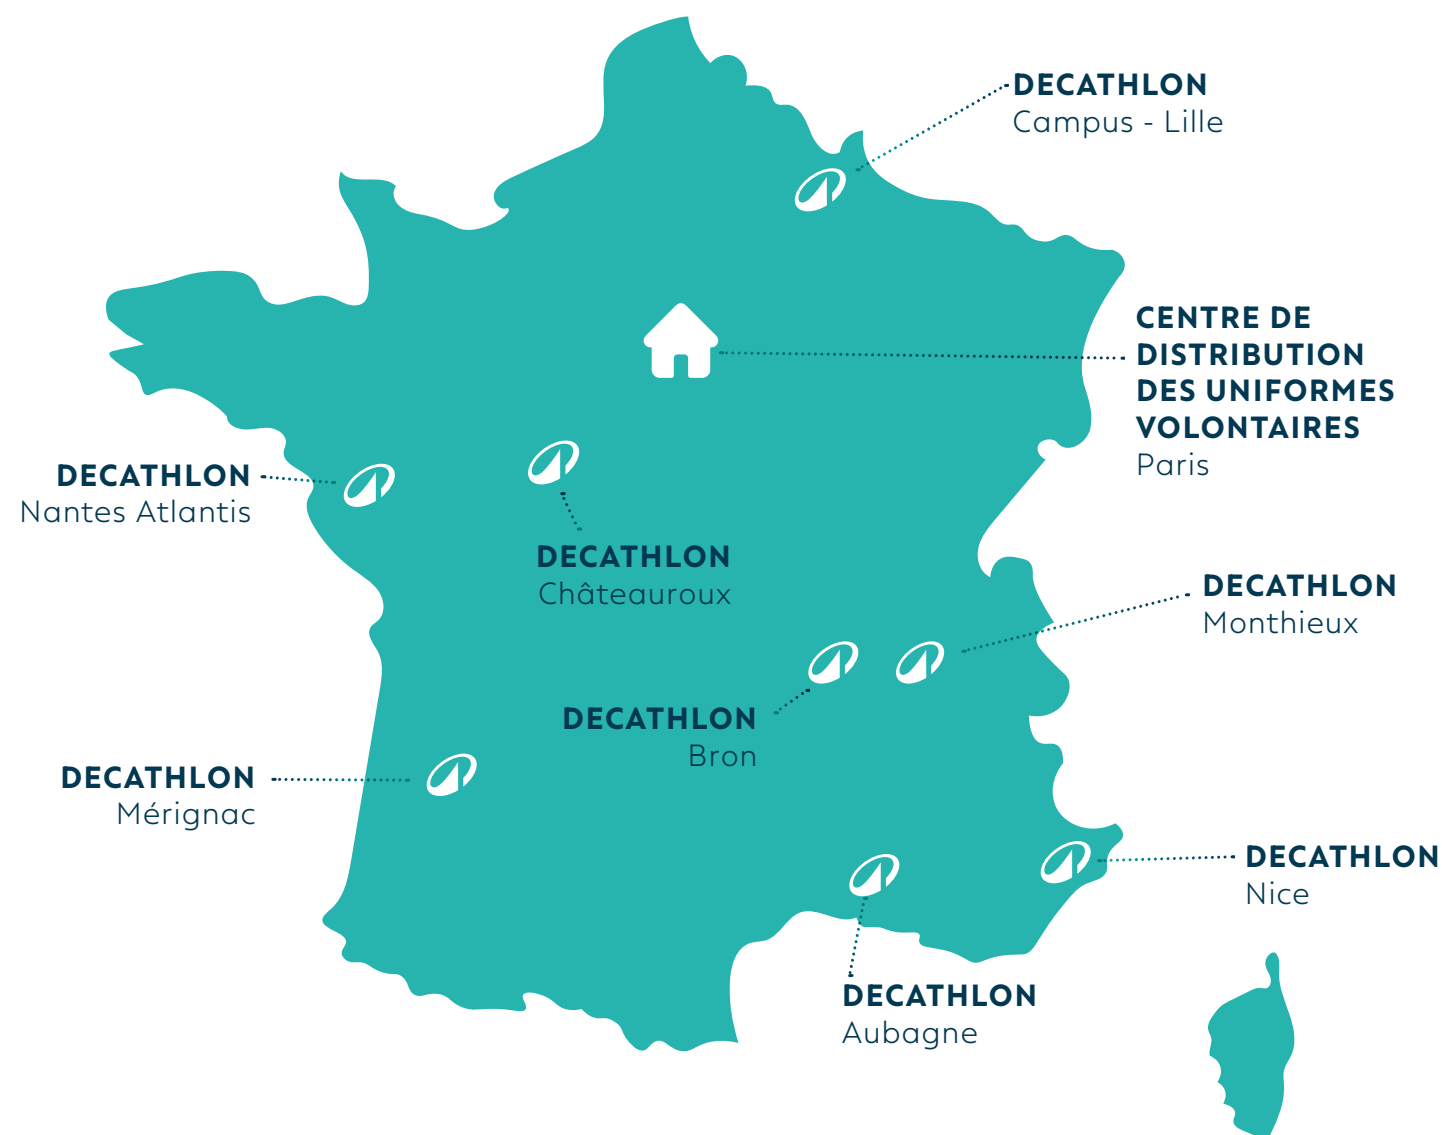 DECATHLON
Campus - Lille
CENTRE DE
DISTRIBUTION
DES UNIFORMES
VOLONTAIRES
Paris
DECATHLON
Nantes Atlantis
DECATHLON
Châteauroux
DECATHLON
Monthieux
DECATHLON
Bron
DECATHLON
Mérignac
DECATHLON
Nice
DECATHLON
Aubagne